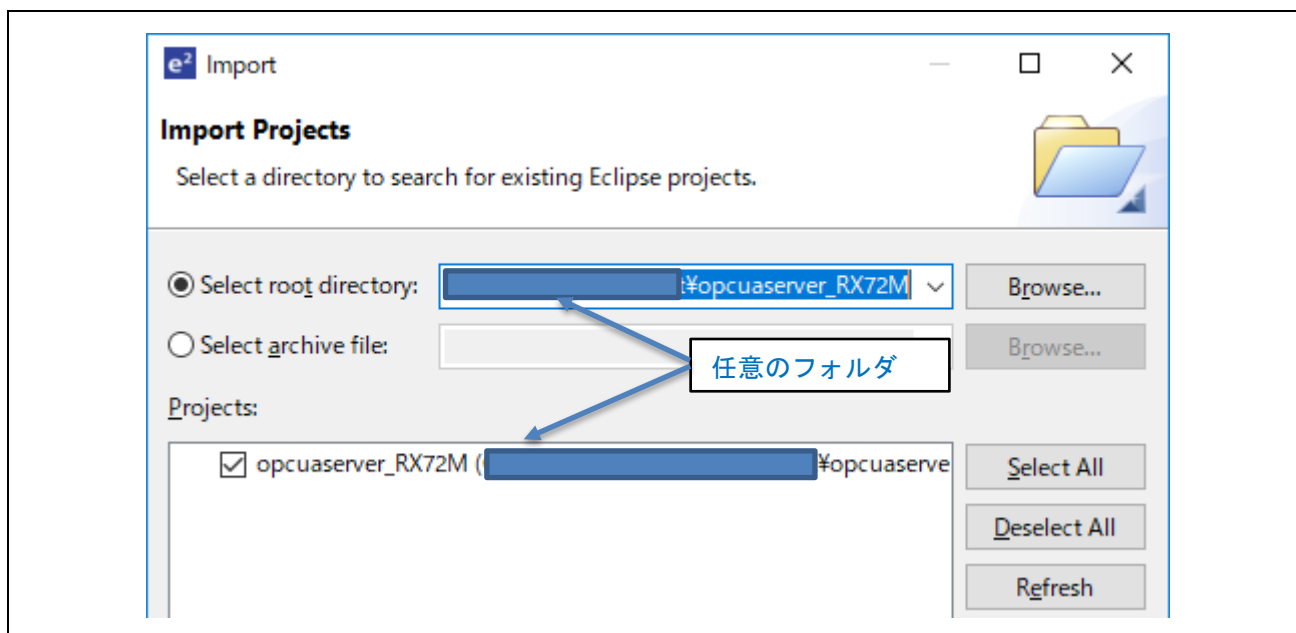 e² Import
Import Projects
Select a directory to search for existing Eclipse projects.
Select root directory: ¥opcuaserver_RX72M Browse...
Select archive file: Browse...
任意のフォルダ
Projects:
opcuaserver_RX72M ( ¥opcuaserve Select All
Deselect All
Refresh